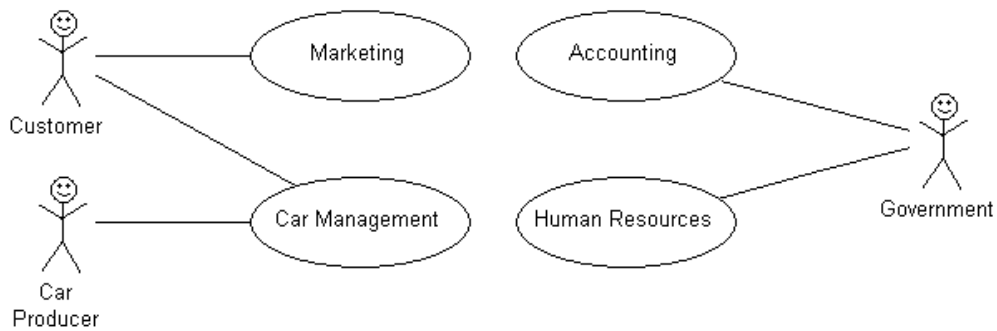 Marketing
Accounting
Customer
Car Management
Human Resources
Government
Car
Producer